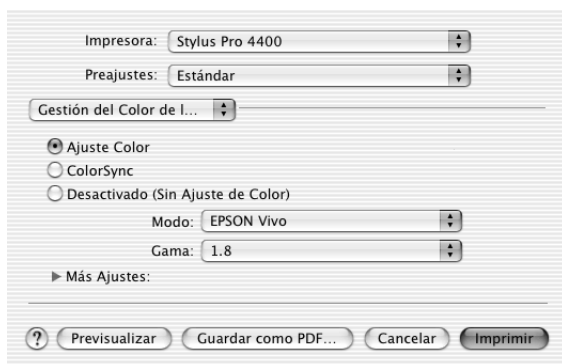 Impresora: Stylus Pro 4400
Preajustes: Estándar
Gestión del Color de l...
Ajuste Color
ColorSync
Desactivado (Sin Ajuste de Color)
Modo: EPSON Vivo
Gama: 1.8
Más Ajustes:
? Previsualizar Guardar como PDF... Cancelar Imprimir